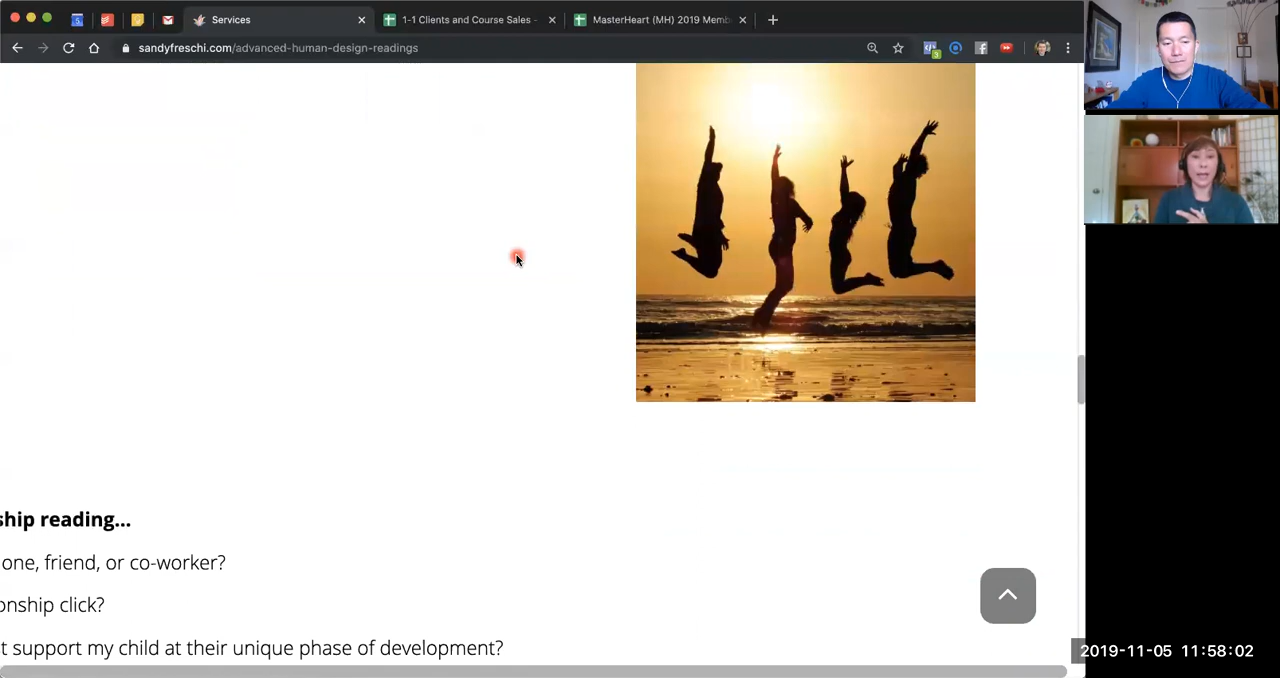 Services
1-1 Clients and Course Sales -
MasterHeart (MH) 2019 Memb
sandyfreschi.com/advanced-human-design-readings
3
ship reading...
one, friend, or co-worker?
onship click?
t support my child at their unique phase of development?
2019-11-05 11:58:02